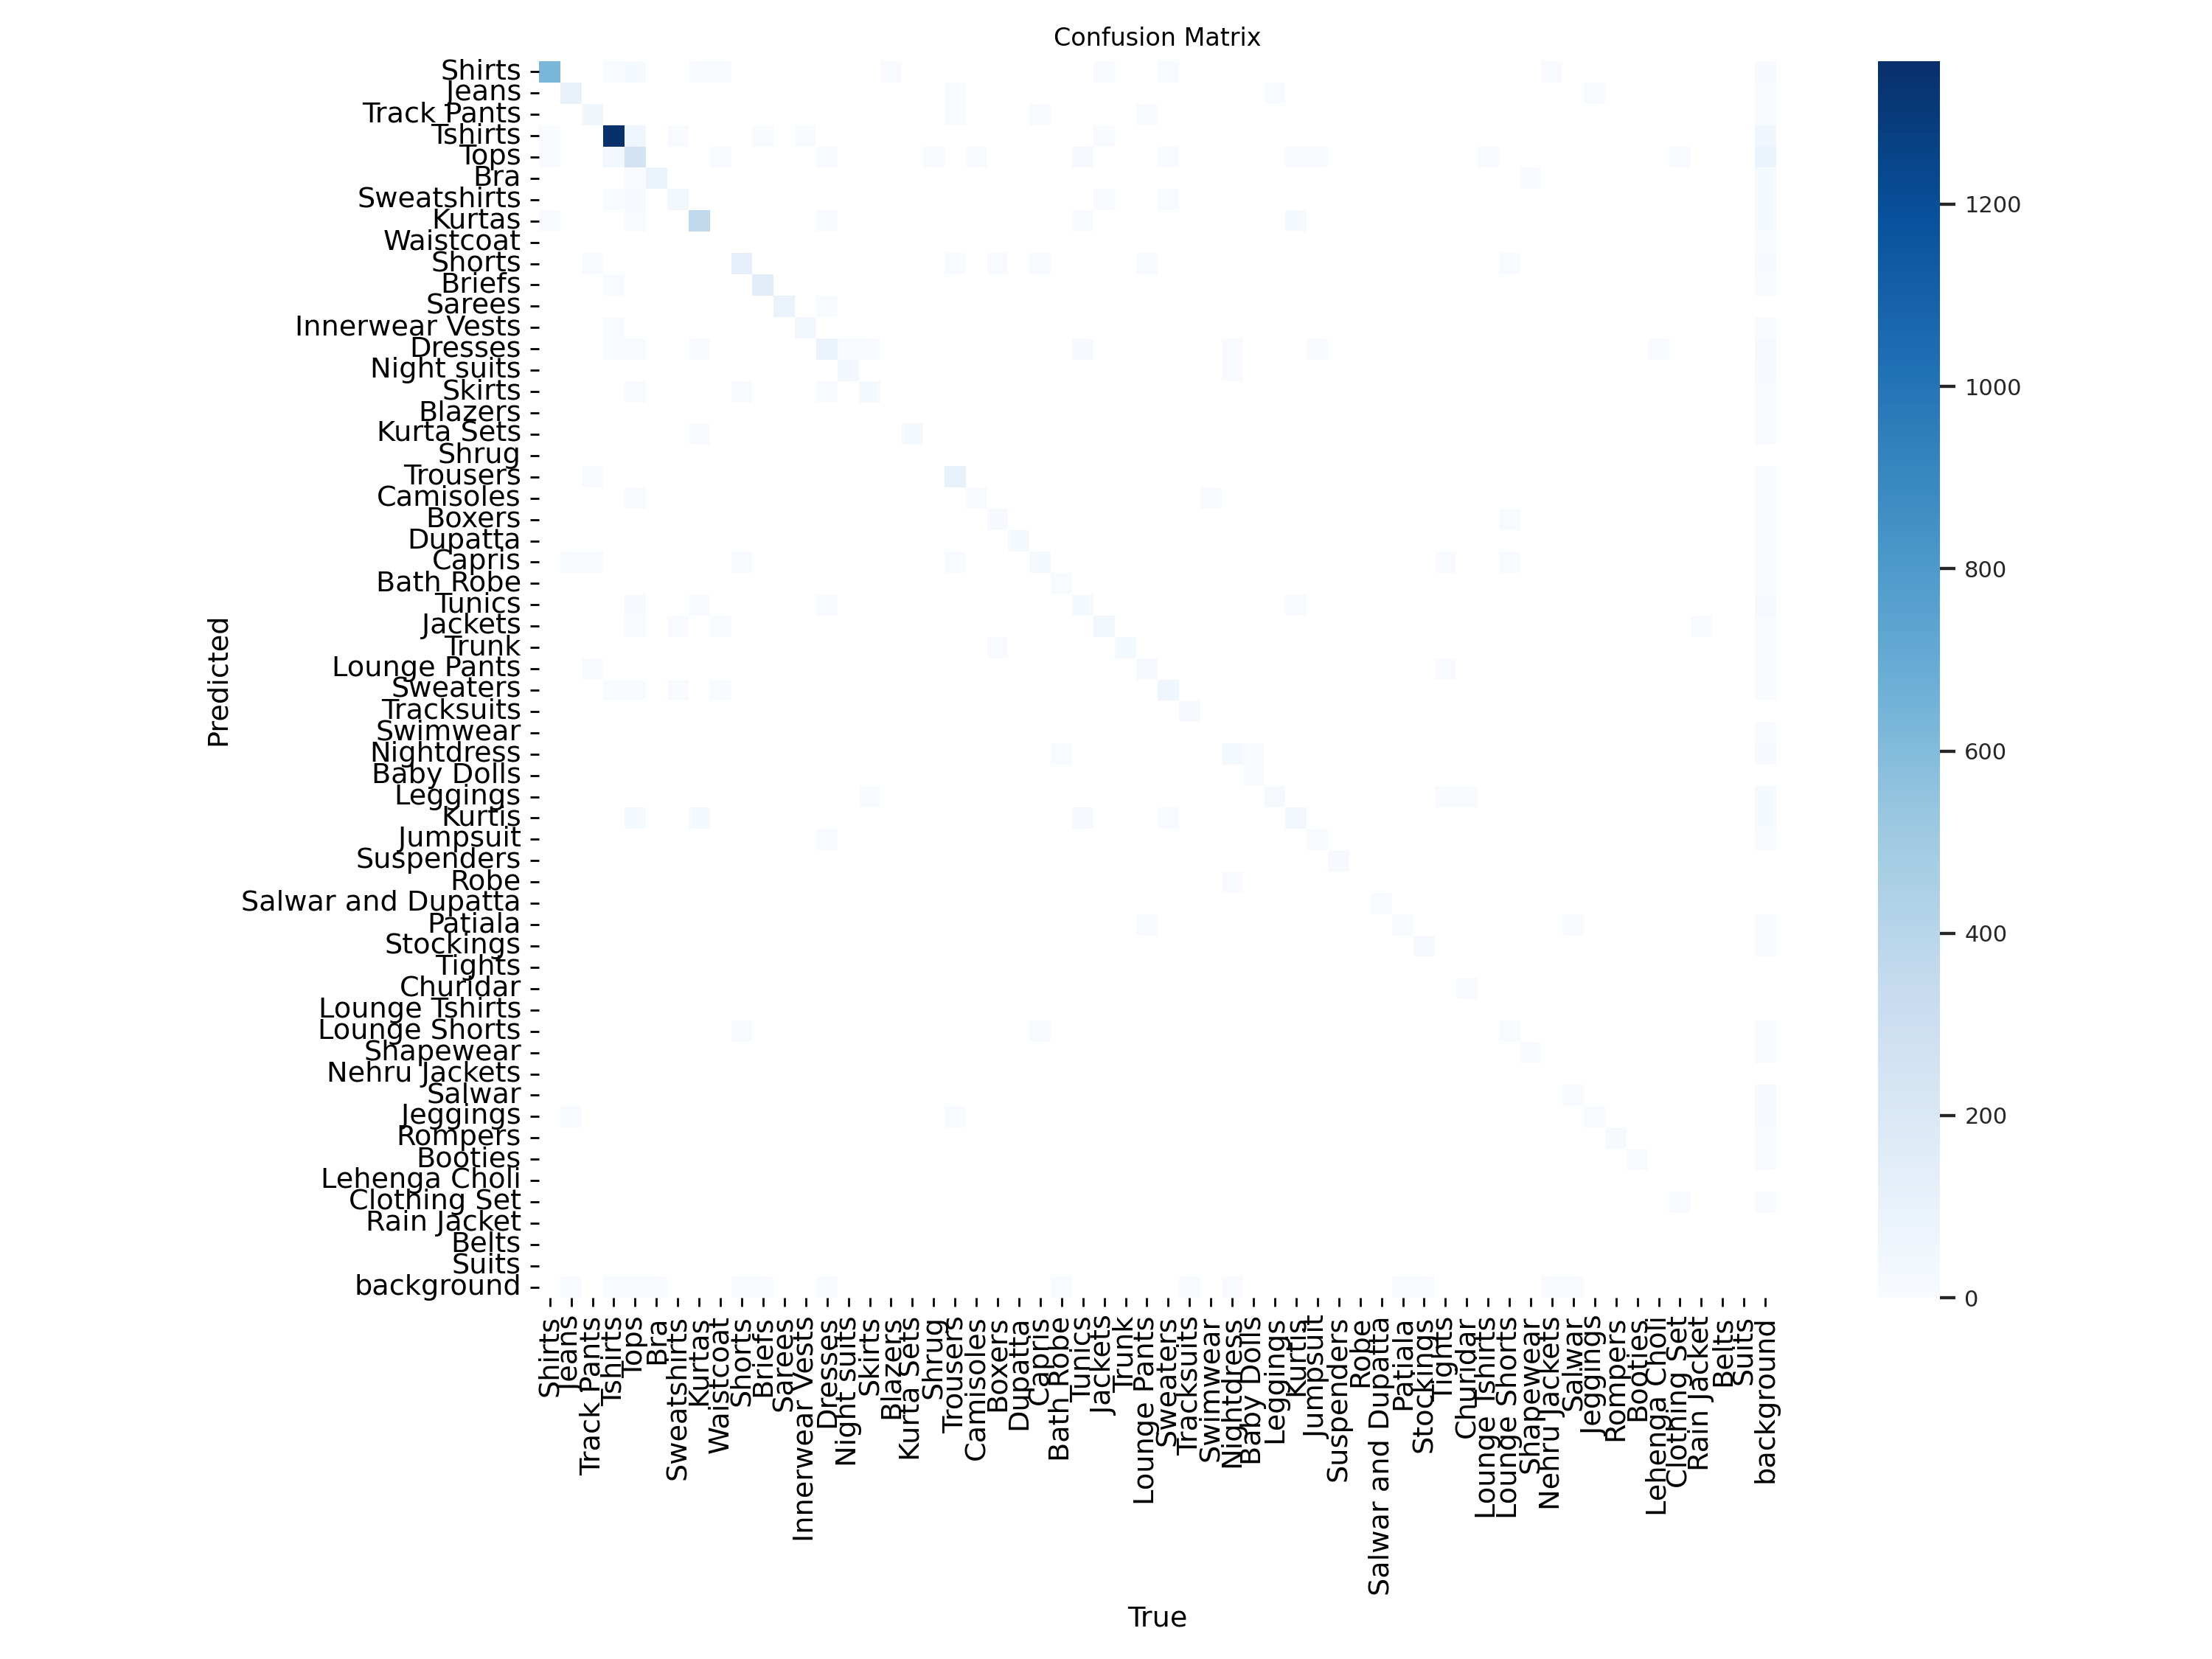 Confusion Matrix
Predicted
Shirts
Jeans
Track Pants
Tshirts
Tops
Bra
Sweatshirts
Kurtas
Waistcoat
Shorts
Briefs
Sarees
Innerwear Vests
Dresses
Night suits
Skirts
Blazers
Kurta Sets
Shrug
Trousers
Camisoles
Boxers
Dupatta
Capris
Bath Robe
Tunics
Jackets
Trunk
Lounge Pants
Sweaters
Tracksuits
Swimwear
Nightdress
Baby Dolls
Leggings
Kurtis
Jumpsuit
Suspenders
Robe
Salwar and Dupatta
Patiala
Stockings
Tights
Churidar
Lounge Tshirts
Lounge Shorts
Shapewear
Nehru Jackets
Salwar
Jeggings
Rompers
Booties
Lehenga Choli
Clothing Set
Rain Jacket
Belts
Suits
background
Shirts
Jeans
Track Pants
Tshirts
Tops
Bra
Sweatshirts
Kurtas
Waistcoat
Shorts
Briefs
Sarees
Innerwear Vests
Dresses
Night suits
Skirts
Blazers
Kurta Sets
Shrug
Trousers
Camisoles
Boxers
Dupatta
Capris
Bath Robe
Tunics
Jackets
Trunk
Lounge Pants
Sweaters
Tracksuits
Swimwear
Nightdress
Baby Dolls
Leggings
Kurtis
Jumpsuit
Suspenders
Robe
Salwar and Dupatta
Patiala
Stockings
Tights
Churidar
Lounge Tshirts
Lounge Shorts
Shapewear
Nehru Jackets
Salwar
Jeggings
Rompers
Booties
Lehenga Choli
Clothing Set
Rain Jacket
Belts
Suits
background
True
1200
1000
800
600
400
200
0